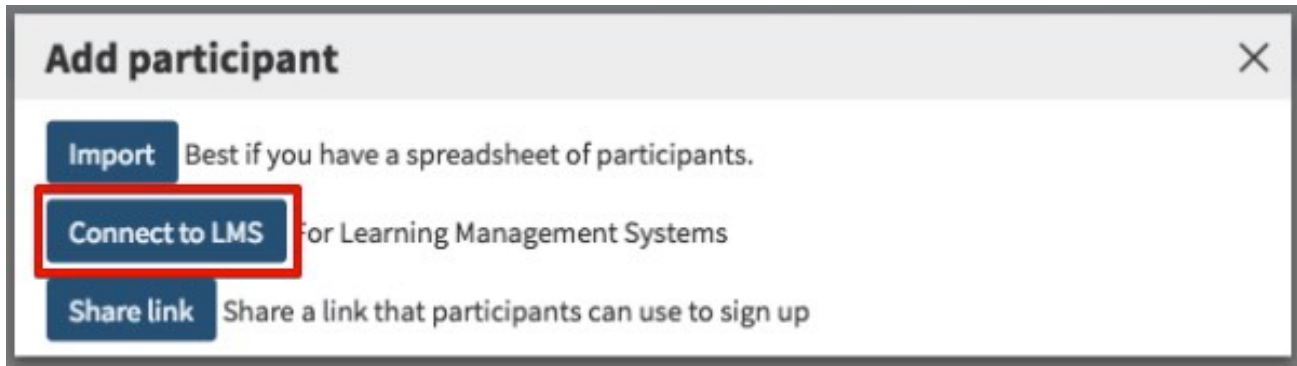 Add participant
Import Best if you have a spreadsheet of participants.
Connect to LMS For Learning Management Systems
Share link Share a link that participants can use to sign up